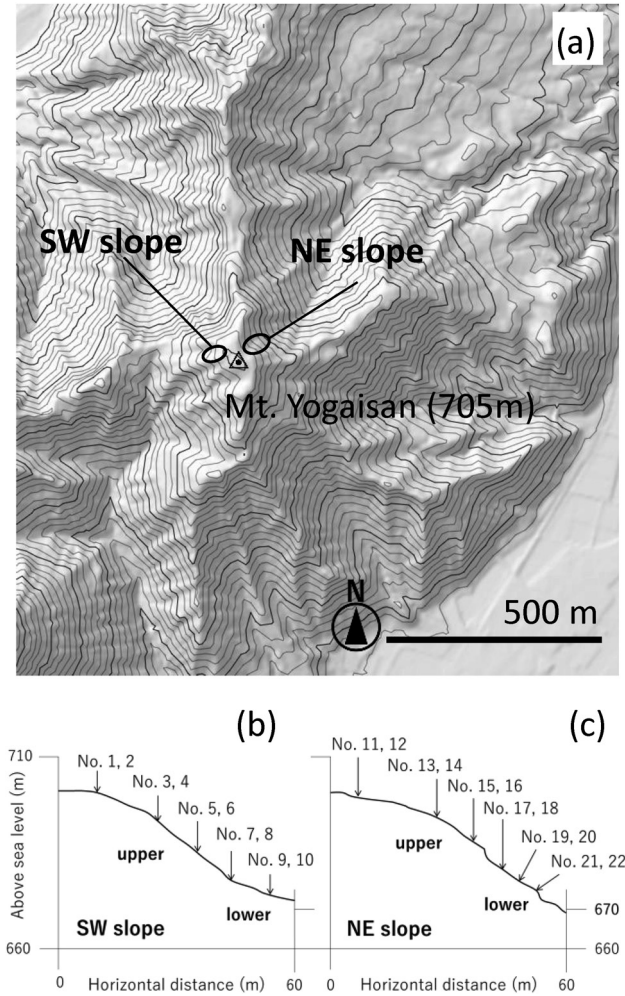 (a)
SW slope
NE slope
Mt. Yogaisan (705m)
N
500 m
(b)
(c)
710
Above sea level (m)
660
No. 1, 2
No. 3, 4
No. 5, 6
No. 7, 8
No. 9, 10
upper
lower
SW slope
0
Horizontal distance (m)
60
No. 11, 12
No. 13, 14
No. 15, 16
No. 17, 18
No. 19, 20
No. 21, 22
upper
lower
NE slope
670
660
0
Horizontal distance (m)
60